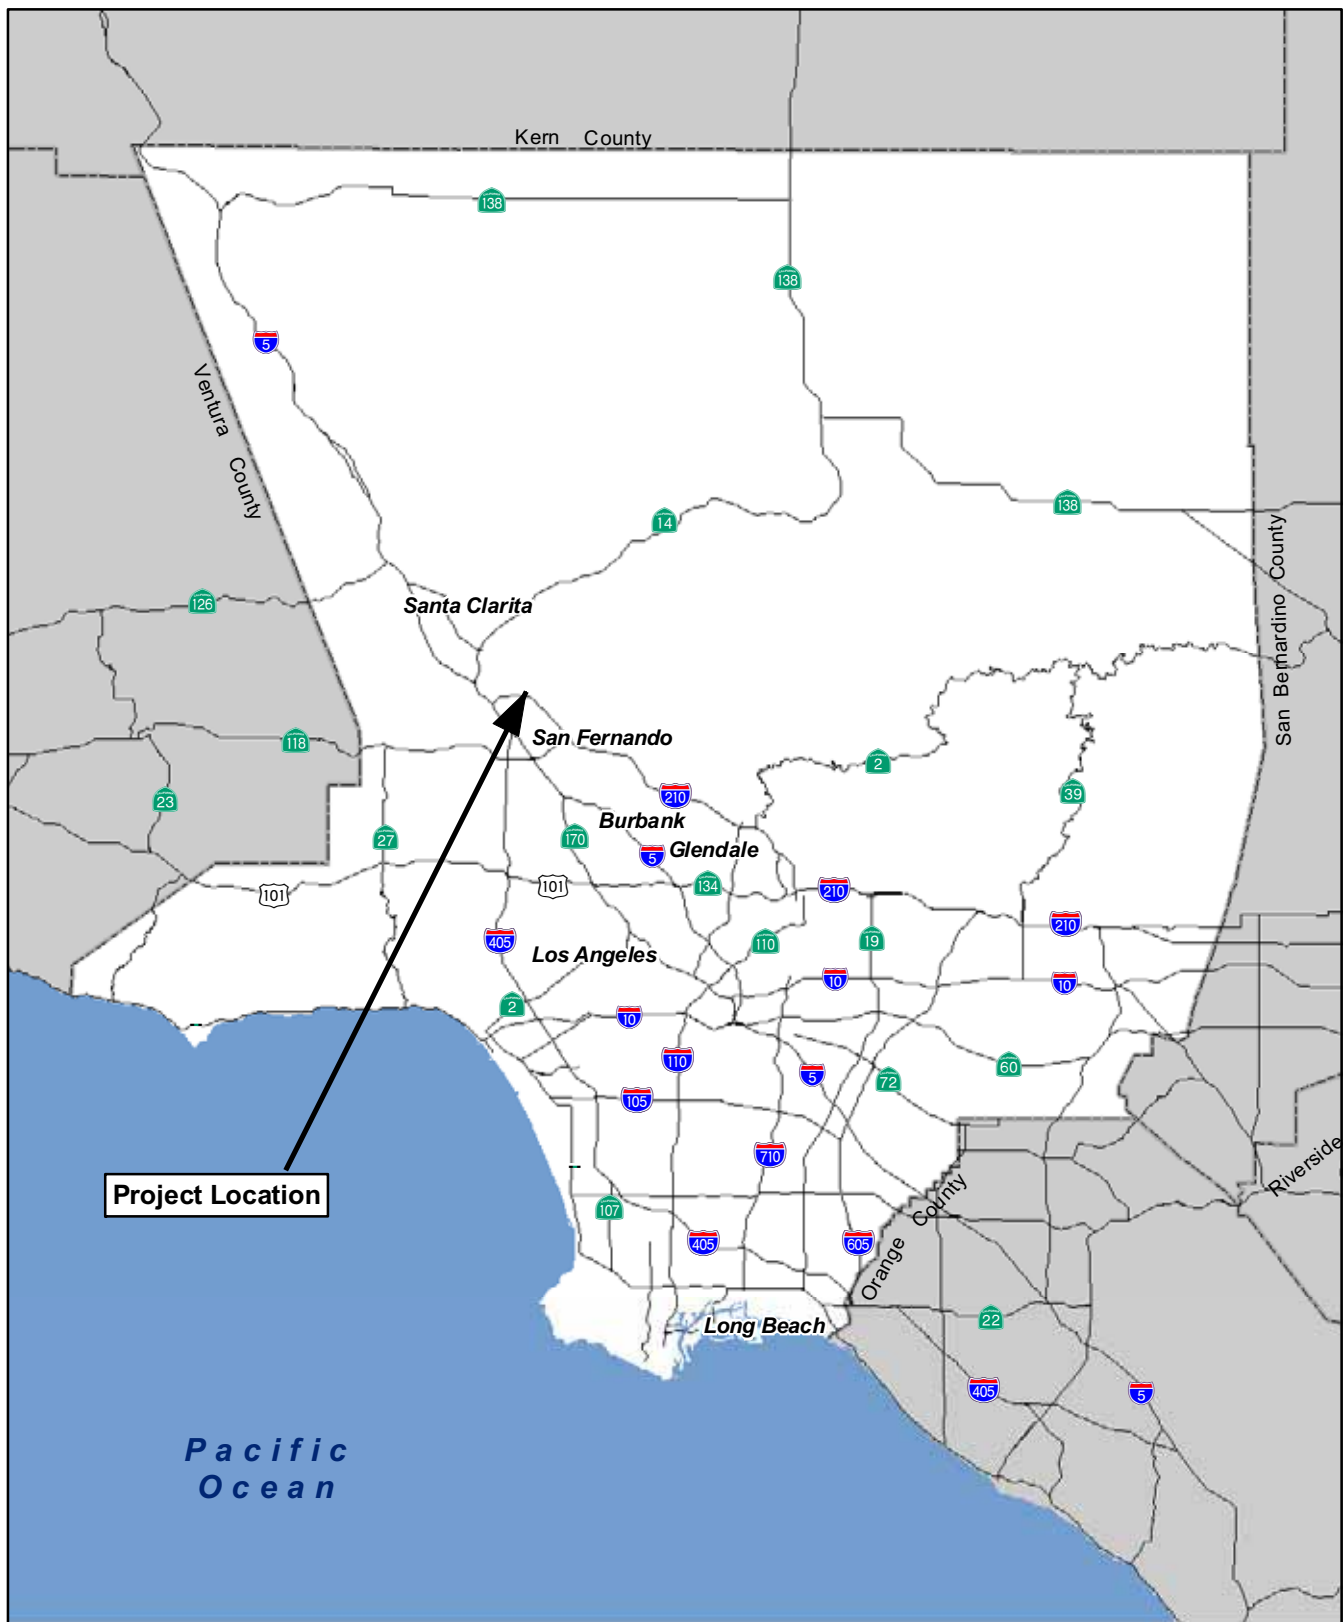 Kern County
138
138
5
Ventura County
138
14
San Bernardino County
126
Santa Clarita
118
San Fernando
2
23
210
39
Burbank
27
170
5
Glendale
134
101
101
210
210
405
110
19
Los Angeles
10
10
2
10
110
5
60
72
105
710
Project Location
Riverside
107
405
605
Orange County
22
Long Beach
405
5
Pacific
Ocean